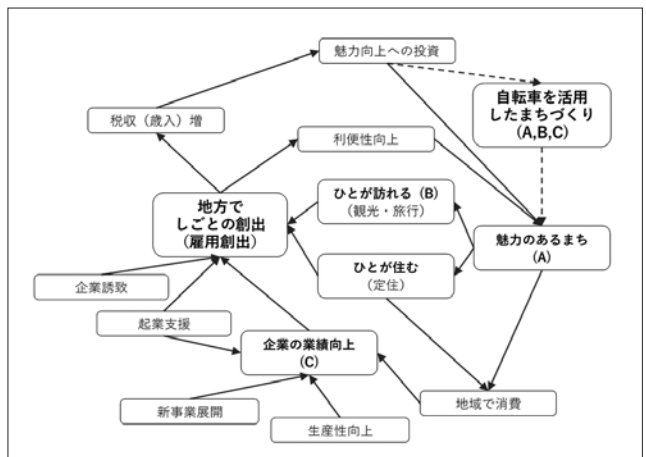 魅力向上への投資
自転車を活用
したまちづくり
(A,B,C)
税収（歳入）増
利便性向上
ひとが訪れる（B）
（観光・旅行）
地方で
しごとの創出
（雇用創出）
魅力のあるまち
(A)
ひとが住む
（定住）
企業誘致
起業支援
企業の業績向上
(C)
新事業展開
地域で消費
生産性向上